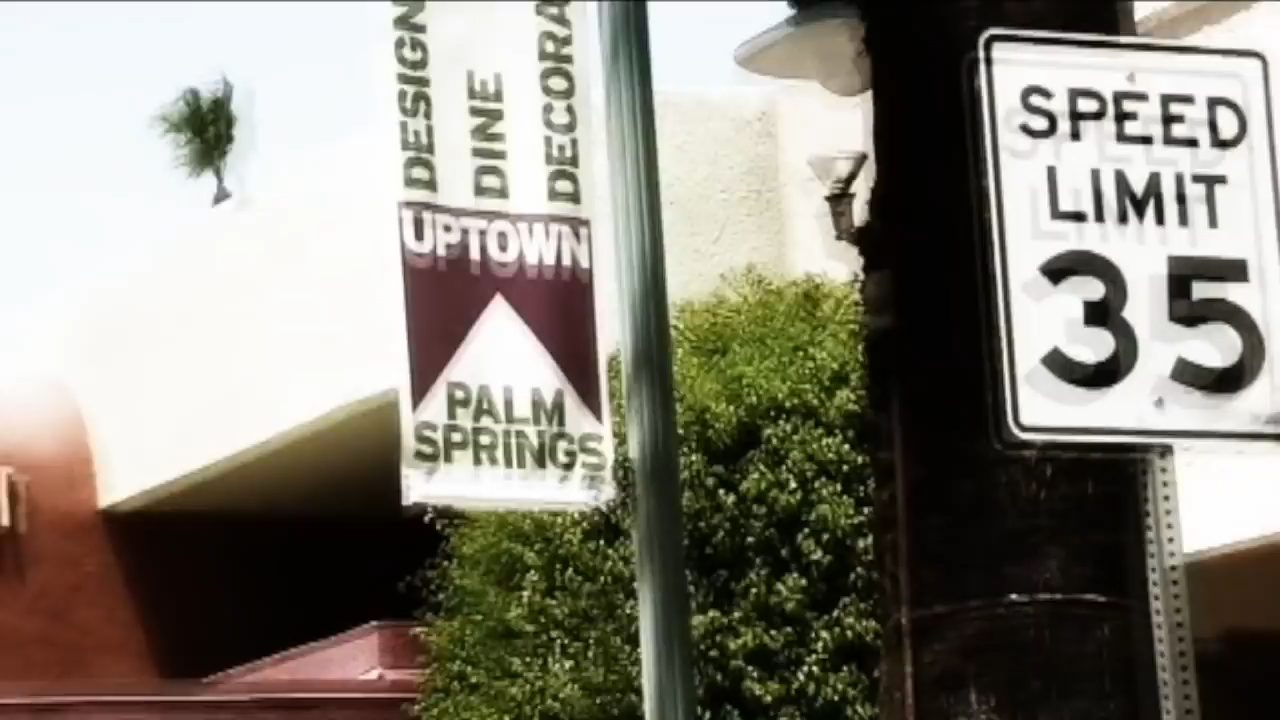 DESIGN
DINE
DECORA
UPTOWN
PALM
SPRINGS
SPEED
LIMIT
35